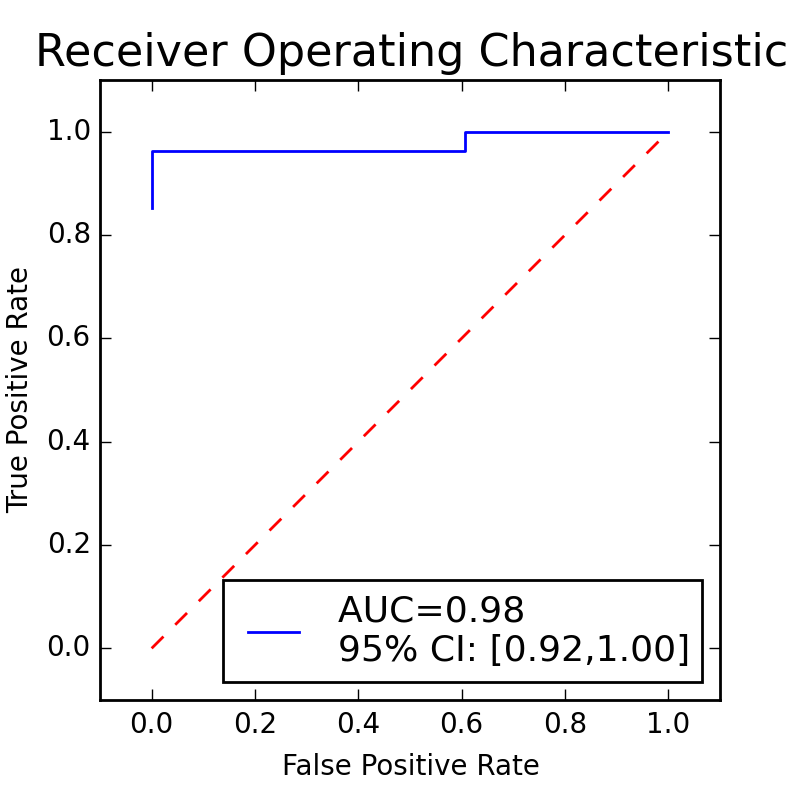 Receiver Operating Characteristic
1.0
0.8
0.6
0.4
0.2
0.0
True Positive Rate
AUC=0.98
95% CI: [0.92,1.00]
0.0 0.2 0.4 0.6 0.8 1.0
False Positive Rate